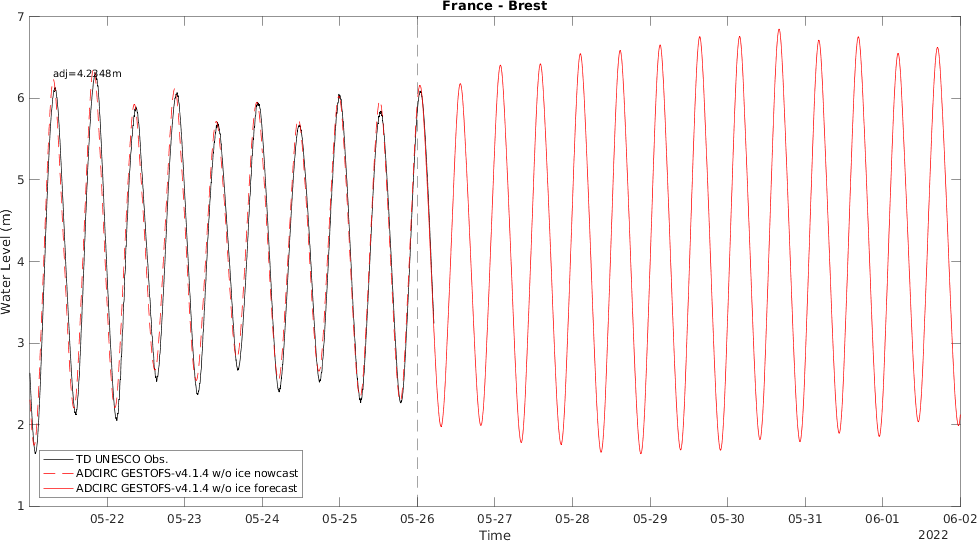 France - Brest
7
6
5
4
3
2
1
Water Level (m)
adj=4.2348m
TD UNESCO Obs.
ADCIRC GESTOFS-v4.1.4 w/o ice nowcast
ADCIRC GESTOFS-v4.1.4 w/o ice forecast
05-22 05-23 05-24 05-25 05-26 05-27 05-28 05-29 05-30 05-31 06-01 06-02
Time
2022